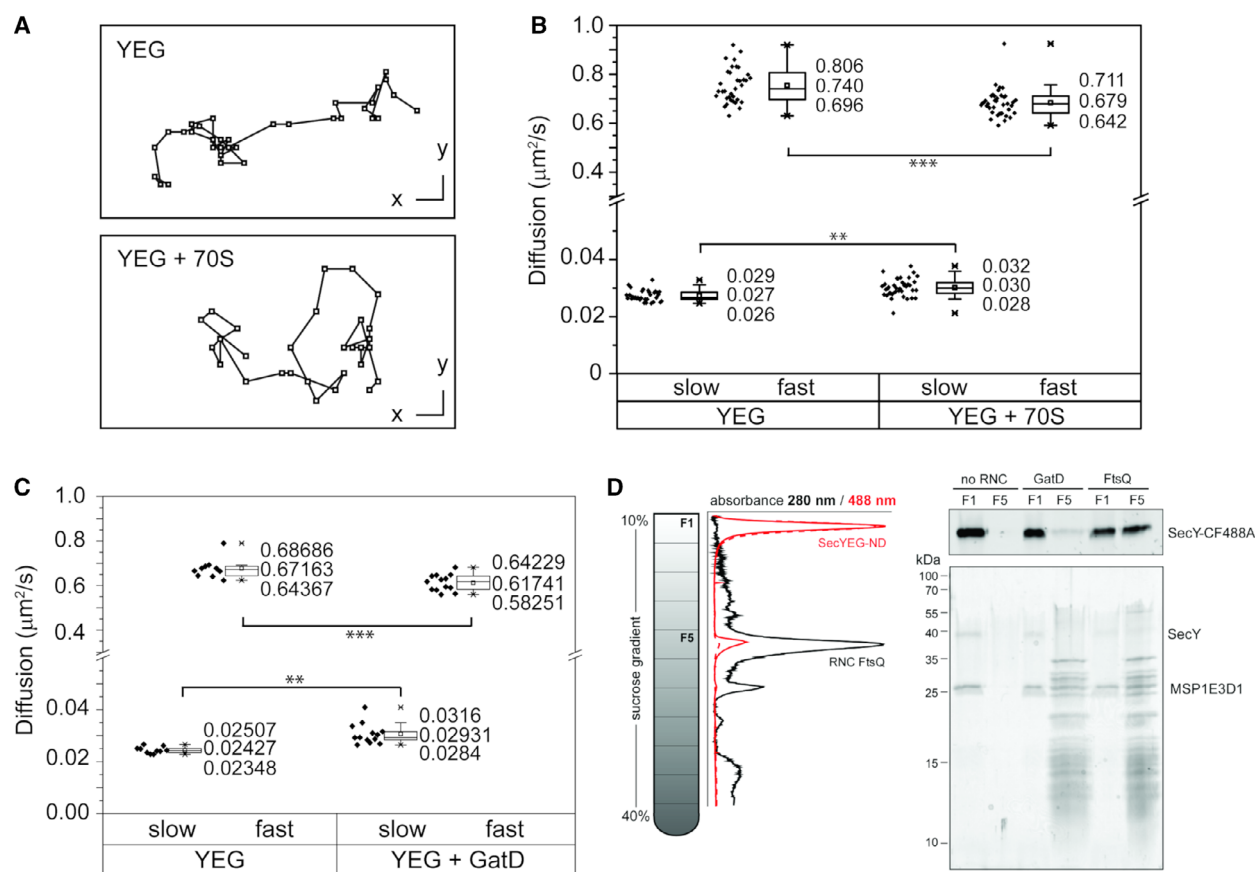 A
YEG
y
x
YEG + 70S
y
x
B
Diffusion (µm²/s)
1.0
0.8
0.6
0.4
0.04
0.02
0
0.806
0.740
0.696
0.711
0.679
0.642
***
**
0.029
0.027
0.026
0.032
0.030
0.028
slow fast slow fast
YEG YEG + 70S
C
Diffusion (µm²/s)
1.0
0.8
0.6
0.4
0.04
0.02
0.00
0.68686
0.67163
0.64367
0.64229
0.61741
0.58251
***
**
0.02507
0.02427
0.02348
0.0316
0.02931
0.0284
slow fast slow fast
YEG YEG + GatD
D
absorbance 280 nm / 488 nm
10%
sucrose gradient
40%
F1
F5
SecYEG-ND
RNC FtsQ
no RNC GatD FtsQ
F1 F5 F1 F5 F1 F5
SecY-CF488A
kDa
100
70
55
40
35
25
15
10
SecY
MSP1E3D1